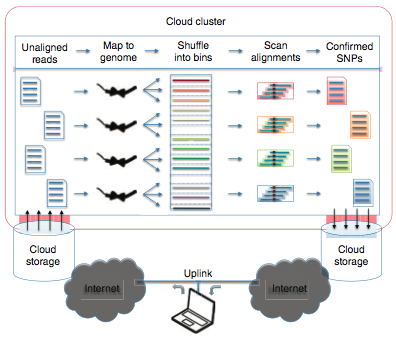 Cloud cluster
Unaligned reads
Map to genome
Shuffle into bins
Scan alignments
Confirmed SNPs
Cloud storage
Cloud storage
Internet
Uplink
Internet